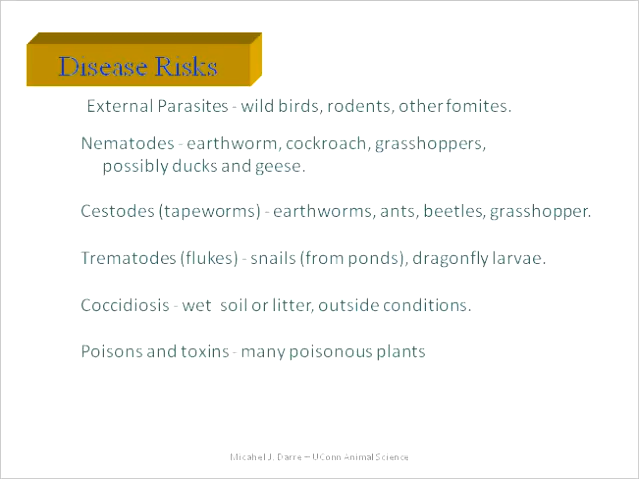 Disease Risks
External Parasites - wild birds, rodents, other fomites.
Nematodes - earthworm, cockroach, grasshoppers,
possibly ducks and geese.
Cestodes (tapeworms) - earthworms, ants, beetles, grasshopper.
Trematodes (flukes) - snails (from ponds), dragonfly larvae.
Coccidiosis - wet soil or litter, outside conditions.
Poisons and toxins - many poisonous plants
Micahel J. Darre – UConn Animal Science